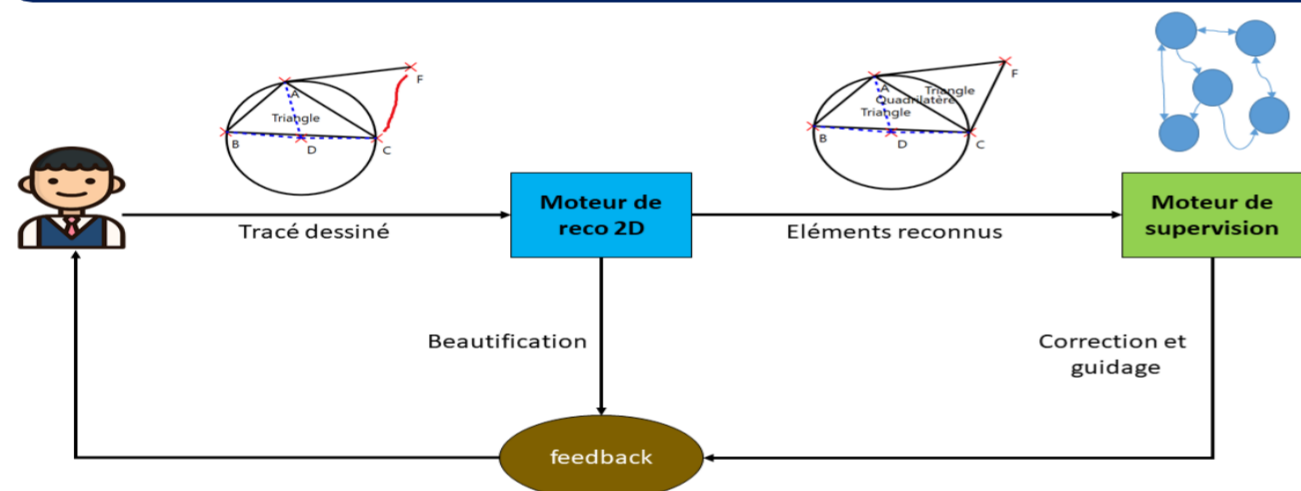 F
A
Triangle
B
D
C
F
A
Triangle
Quadrilatère
Triangle
B
D
C
Moteur de
reco 2D
Moteur de
supervision
Tracé dessiné
Eléments reconnus
Beautification
Correction et
guidage
feedback